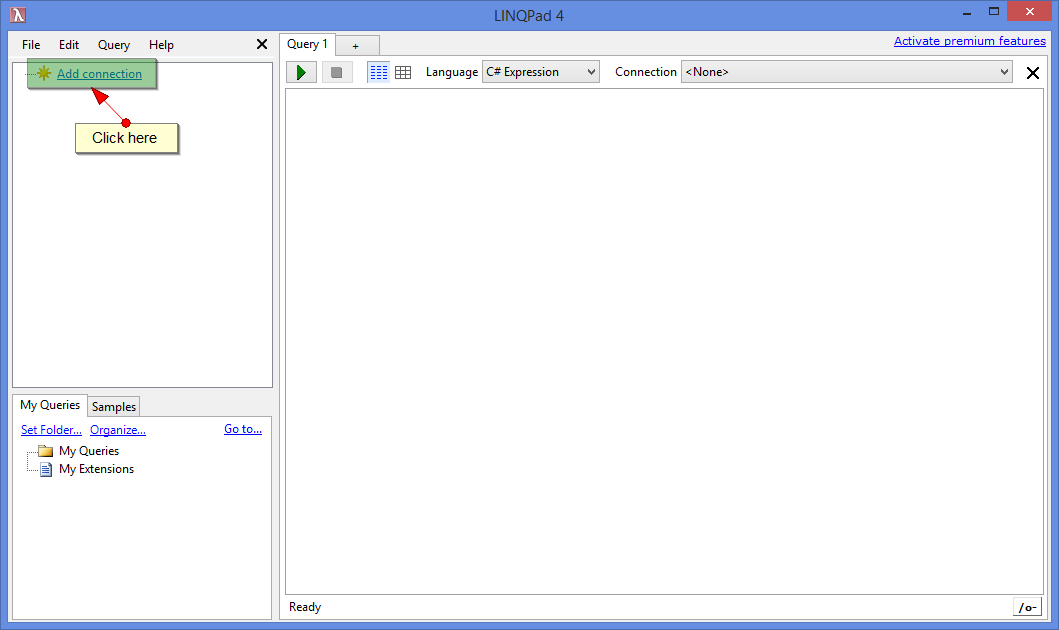 LINQPad 4
File Edit Query Help
Query 1 +
Activate premium features
Add connection
Click here
Language C# Expression Connection <None>
My Queries Samples
Set Folder... Organize... Go to...
My Queries
My Extensions
Ready
/o-